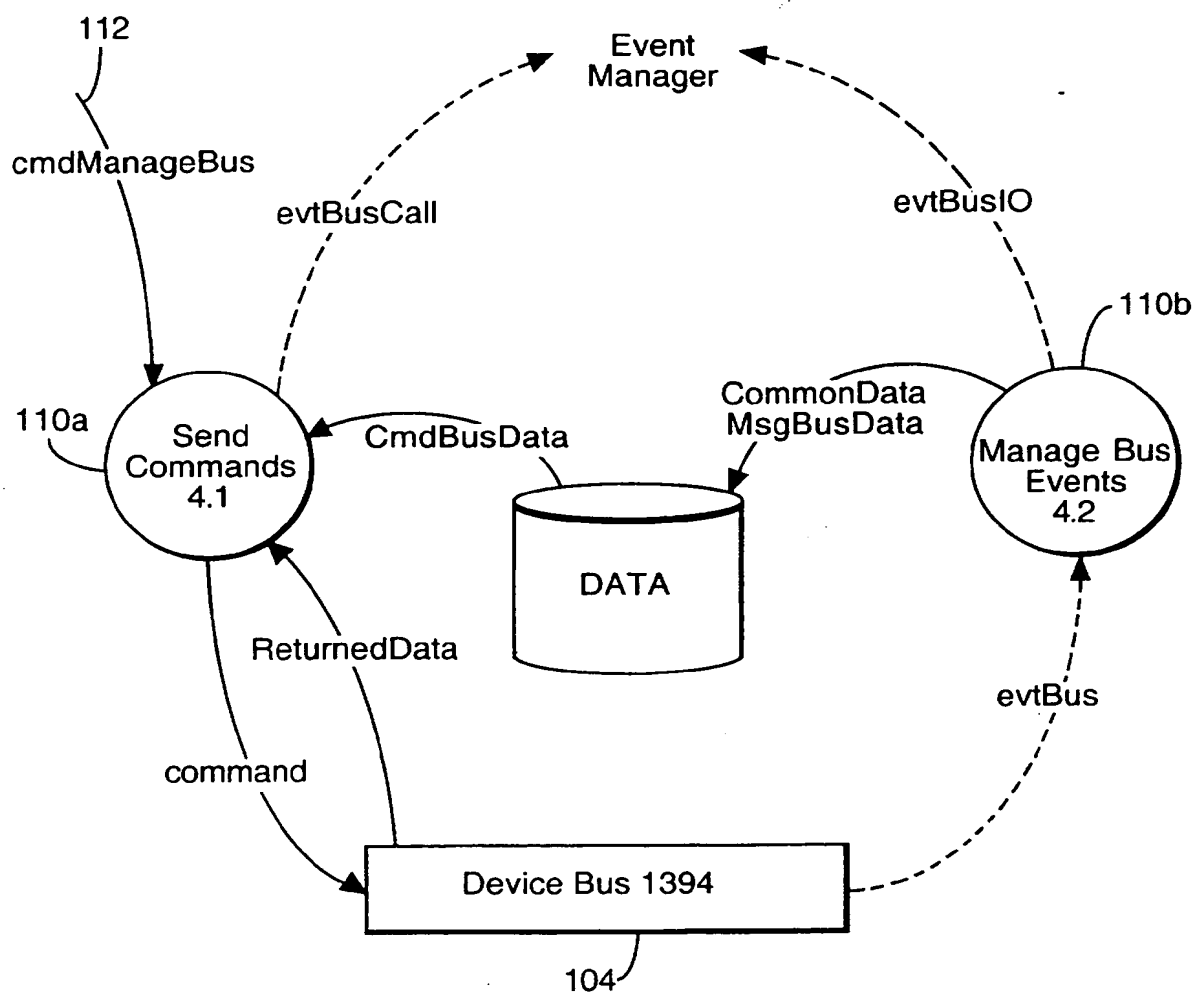 112
Event
Manager
cmdManageBus
evtBusCall
evtBusIO
110b
110a
Send
Commands
4.1
CmdBusData
CommonData
MsgBusData
Manage Bus
Events
4.2
DATA
ReturnedData
evtBus
command
Device Bus 1394
104